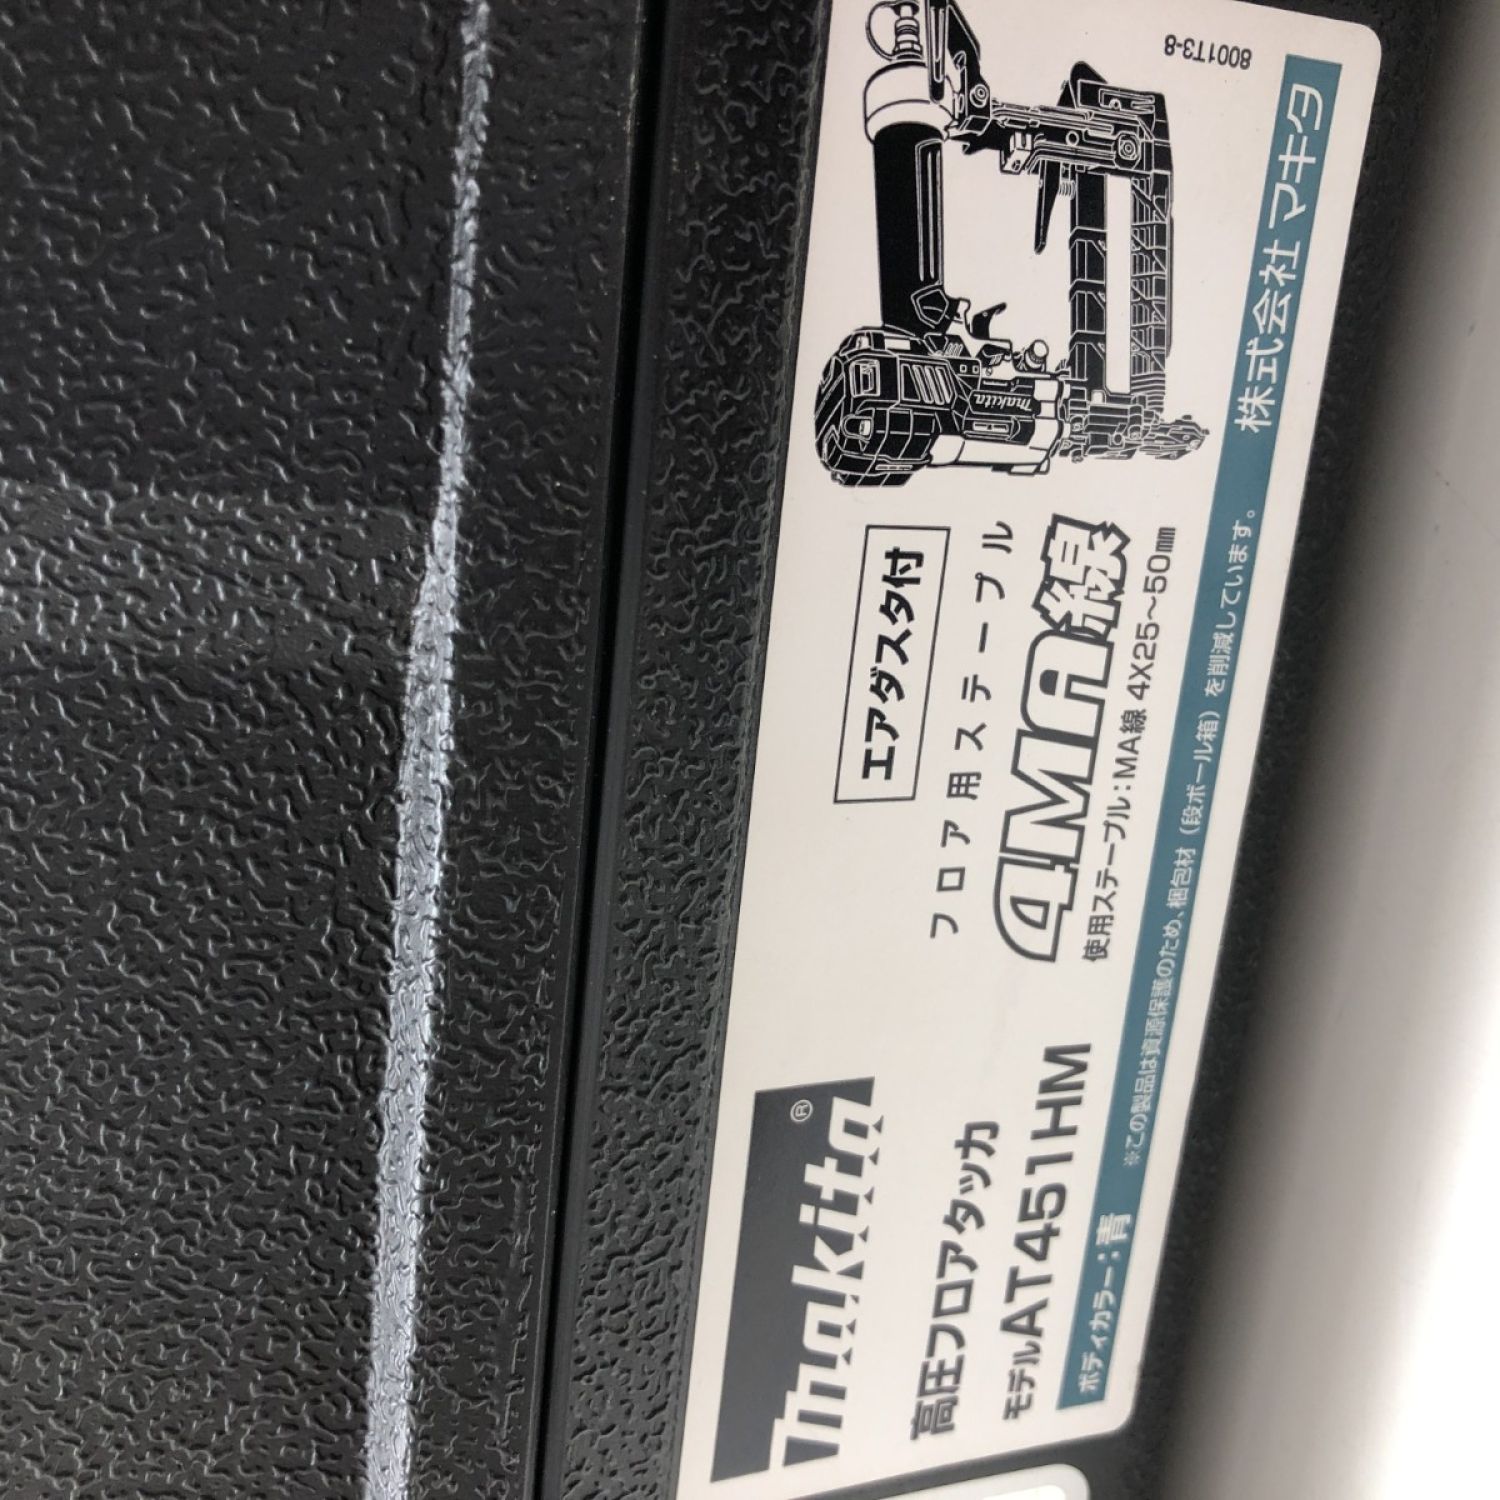 makita®
高圧フロアタッカ
モデルAT451HM
エアダスタ付
フロア用ステープル
4MA線
使用ステープル：MA線 4X25～50㎜
makita
8001T3-8
ボディカラー：青
※この製品は資源保護のため、梱包材（段ボール箱）を削減しています。
株式会社 マキタ